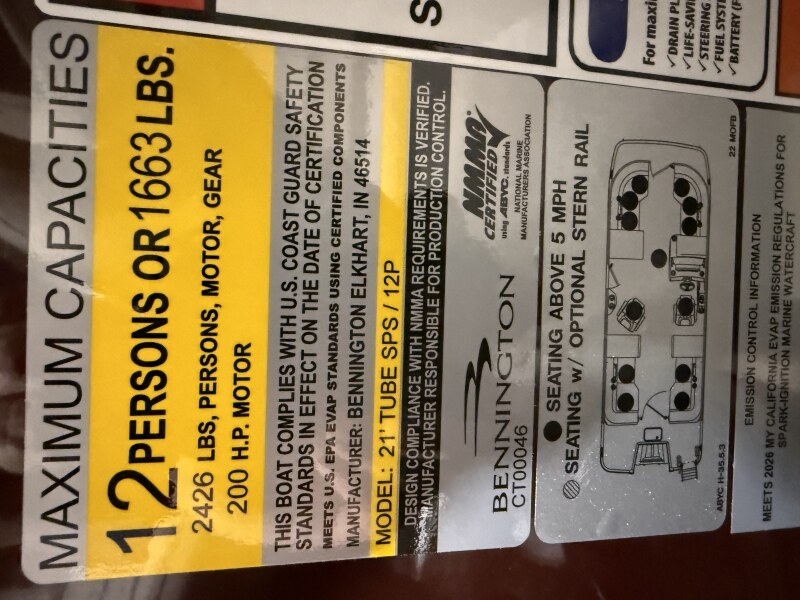 MAXIMUM CAPACITIES
12 PERSONS OR 1663 LBS.
2426 LBS, PERSONS, MOTOR, GEAR
200 H.P. MOTOR
THIS BOAT COMPLIES WITH U.S. COAST GUARD SAFETY
STANDARDS IN EFFECT ON THE DATE OF CERTIFICATION
MEETS U.S. EPA EVAP STANDARDS USING CERTIFIED COMPONENTS
MANUFACTURER: BENNINGTON ELKHART, IN 46514
MODEL: 21' TUBE SPS / 12P
DESIGN COMPLIANCE WITH NMMA REQUIREMENTS IS VERIFIED.
MANUFACTURER RESPONSIBLE FOR PRODUCTION CONTROL.
BENNINGTON
CT00046
NMMA
CERTIFIED
using ABYC standards
NATIONAL MARINE
MANUFACTURERS ASSOCIATION
SEATING ABOVE 5 MPH
SEATING W/ OPTIONAL STERN RAIL
ABYC H-35.5.3
22 MOFB
EMISSION CONTROL INFORMATION
MEETS 2026 MY CALIFORNIA EVAP EMISSION REGULATIONS FOR
SPARK-IGNITION MARINE WATERCRAFT
S
For maxi
✓DRAIN PL
✓LIFE-SAVI
✓STEERING
✓FUEL SYST
✓BATTERY (F